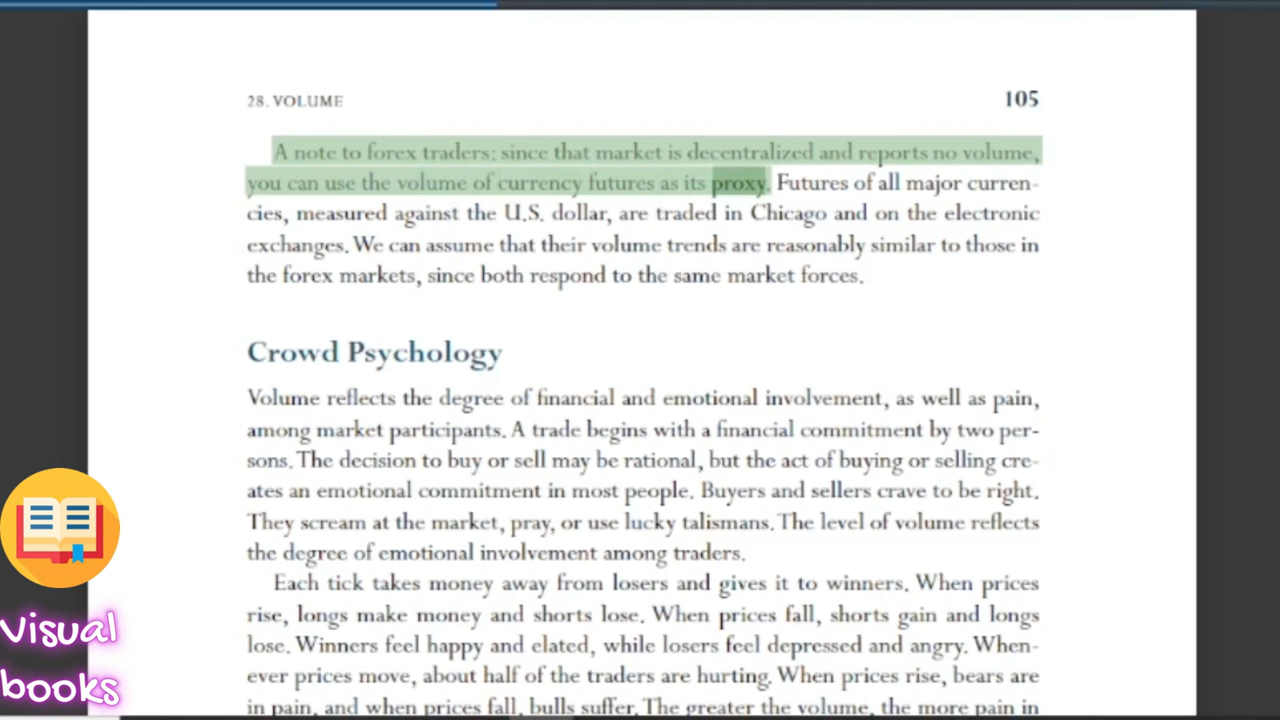 28. VOLUME 105
A note to forex traders: since that market is decentralized and reports no volume,
you can use the volume of currency futures as its proxy. Futures of all major curren-
cies, measured against the U.S. dollar, are traded in Chicago and on the electronic
exchanges. We can assume that their volume trends are reasonably similar to those in
the forex markets, since both respond to the same market forces.
Crowd Psychology
Volume reflects the degree of financial and emotional involvement, as well as pain,
among market participants. A trade begins with a financial commitment by two per-
sons. The decision to buy or sell may be rational, but the act of buying or selling cre-
ates an emotional commitment in most people. Buyers and sellers crave to be right.
They scream at the market, pray, or use lucky talismans. The level of volume reflects
the degree of emotional involvement among traders.
Each tick takes money away from losers and gives it to winners. When prices
rise, longs make money and shorts lose. When prices fall, shorts gain and longs
lose. Winners feel happy and elated, while losers feel depressed and angry. When-
ever prices move, about half of the traders are hurting. When prices rise, bears are
in pain, and when prices fall, bulls suffer. The greater the volume, the more pain in
Visual
books